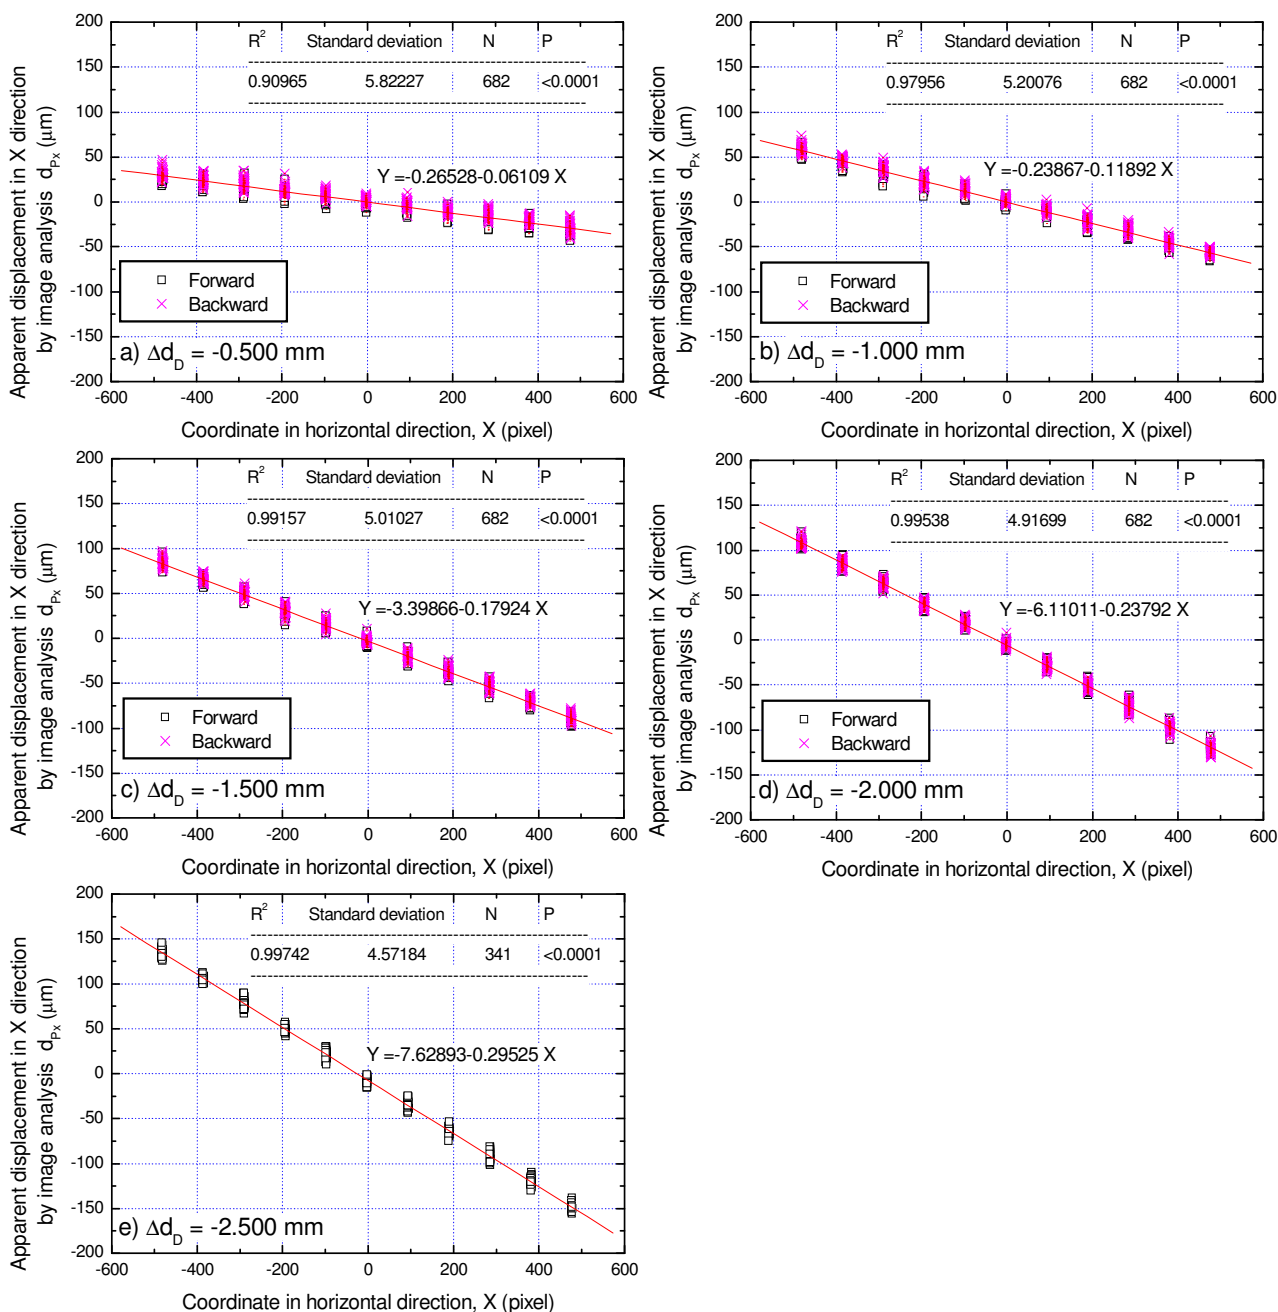 R² Standard deviation N P
0.90965 5.82227 682 <0.0001
Y =-0.26528-0.06109 X
Forward
Backward
a) Δd_D = -0.500 mm
200
150
100
50
0
-50
-100
-150
-200
-600 -400 -200 0 200 400 600
Apparent displacement in X direction
by image analysis d_Px (μm)
Coordinate in horizontal direction, X (pixel)
R² Standard deviation N P
0.97956 5.20076 682 <0.0001
Y =-0.23867-0.11892 X
Forward
Backward
b) Δd_D = -1.000 mm
200
150
100
50
0
-50
-100
-150
-200
-600 -400 -200 0 200 400 600
Apparent displacement in X direction
by image analysis d_Px (μm)
Coordinate in horizontal direction, X (pixel)
R² Standard deviation N P
0.99157 5.01027 682 <0.0001
Y =-3.39866-0.17924 X
Forward
Backward
c) Δd_D = -1.500 mm
200
150
100
50
0
-50
-100
-150
-200
-600 -400 -200 0 200 400 600
Apparent displacement in X direction
by image analysis d_Px (μm)
Coordinate in horizontal direction, X (pixel)
R² Standard deviation N P
0.99538 4.91699 682 <0.0001
Y =-6.11011-0.23792 X
Forward
Backward
d) Δd_D = -2.000 mm
200
150
100
50
0
-50
-100
-150
-200
-600 -400 -200 0 200 400 600
Apparent displacement in X direction
by image analysis d_Px (μm)
Coordinate in horizontal direction, X (pixel)
R² Standard deviation N P
0.99742 4.57184 341 <0.0001
Y =-7.62893-0.29525 X
e) Δd_D = -2.500 mm
200
150
100
50
0
-50
-100
-150
-200
-600 -400 -200 0 200 400 600
Apparent displacement in X direction
by image analysis d_Px (μm)
Coordinate in horizontal direction, X (pixel)